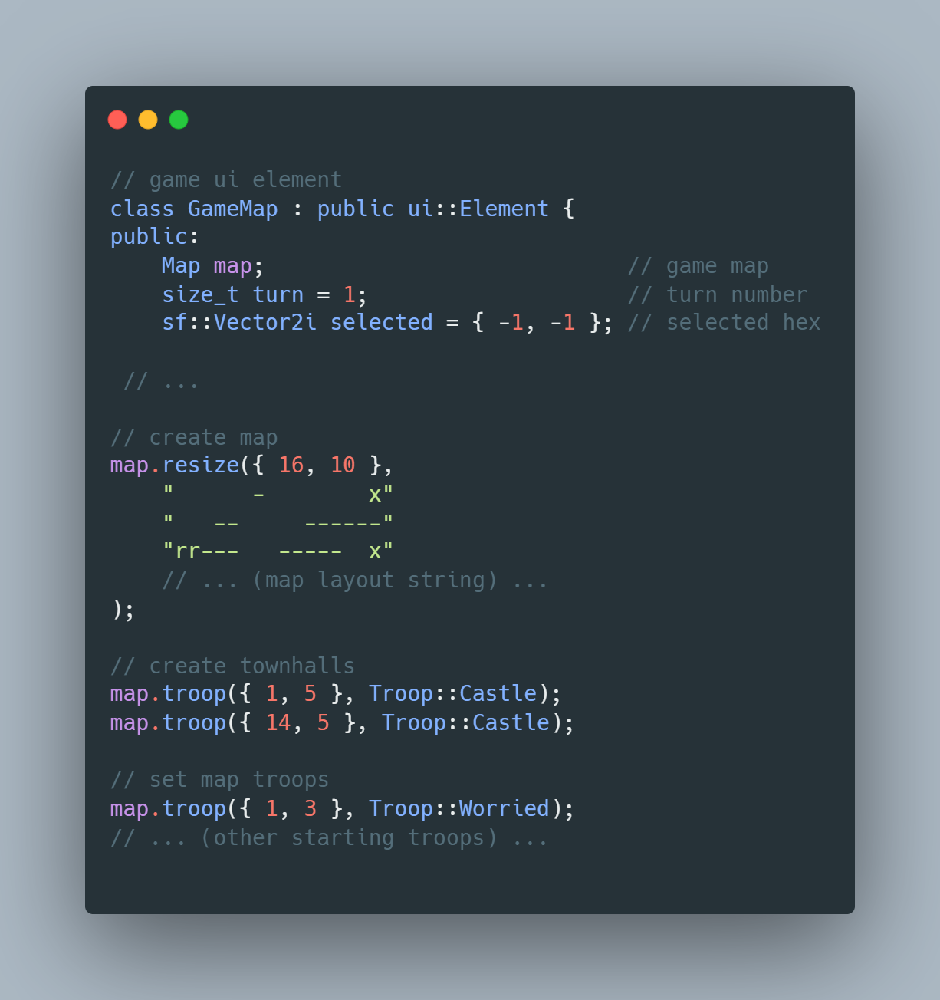 // game ui element
class GameMap : public ui::Element {
public:
    Map map;                            // game map
    size_t turn = 1;                    // turn number
    sf::Vector2i selected = { -1, -1 }; // selected hex

 // ...

// create map
map.resize({ 16, 10 },
    "      -        x"
    "   --     ------"
    "rr---   -----  x"
    // ... (map layout string) ...
);

// create townhalls
map.troop({ 1, 5 }, Troop::Castle);
map.troop({ 14, 5 }, Troop::Castle);

// set map troops
map.troop({ 1, 3 }, Troop::Worried);
// ... (other starting troops) ...